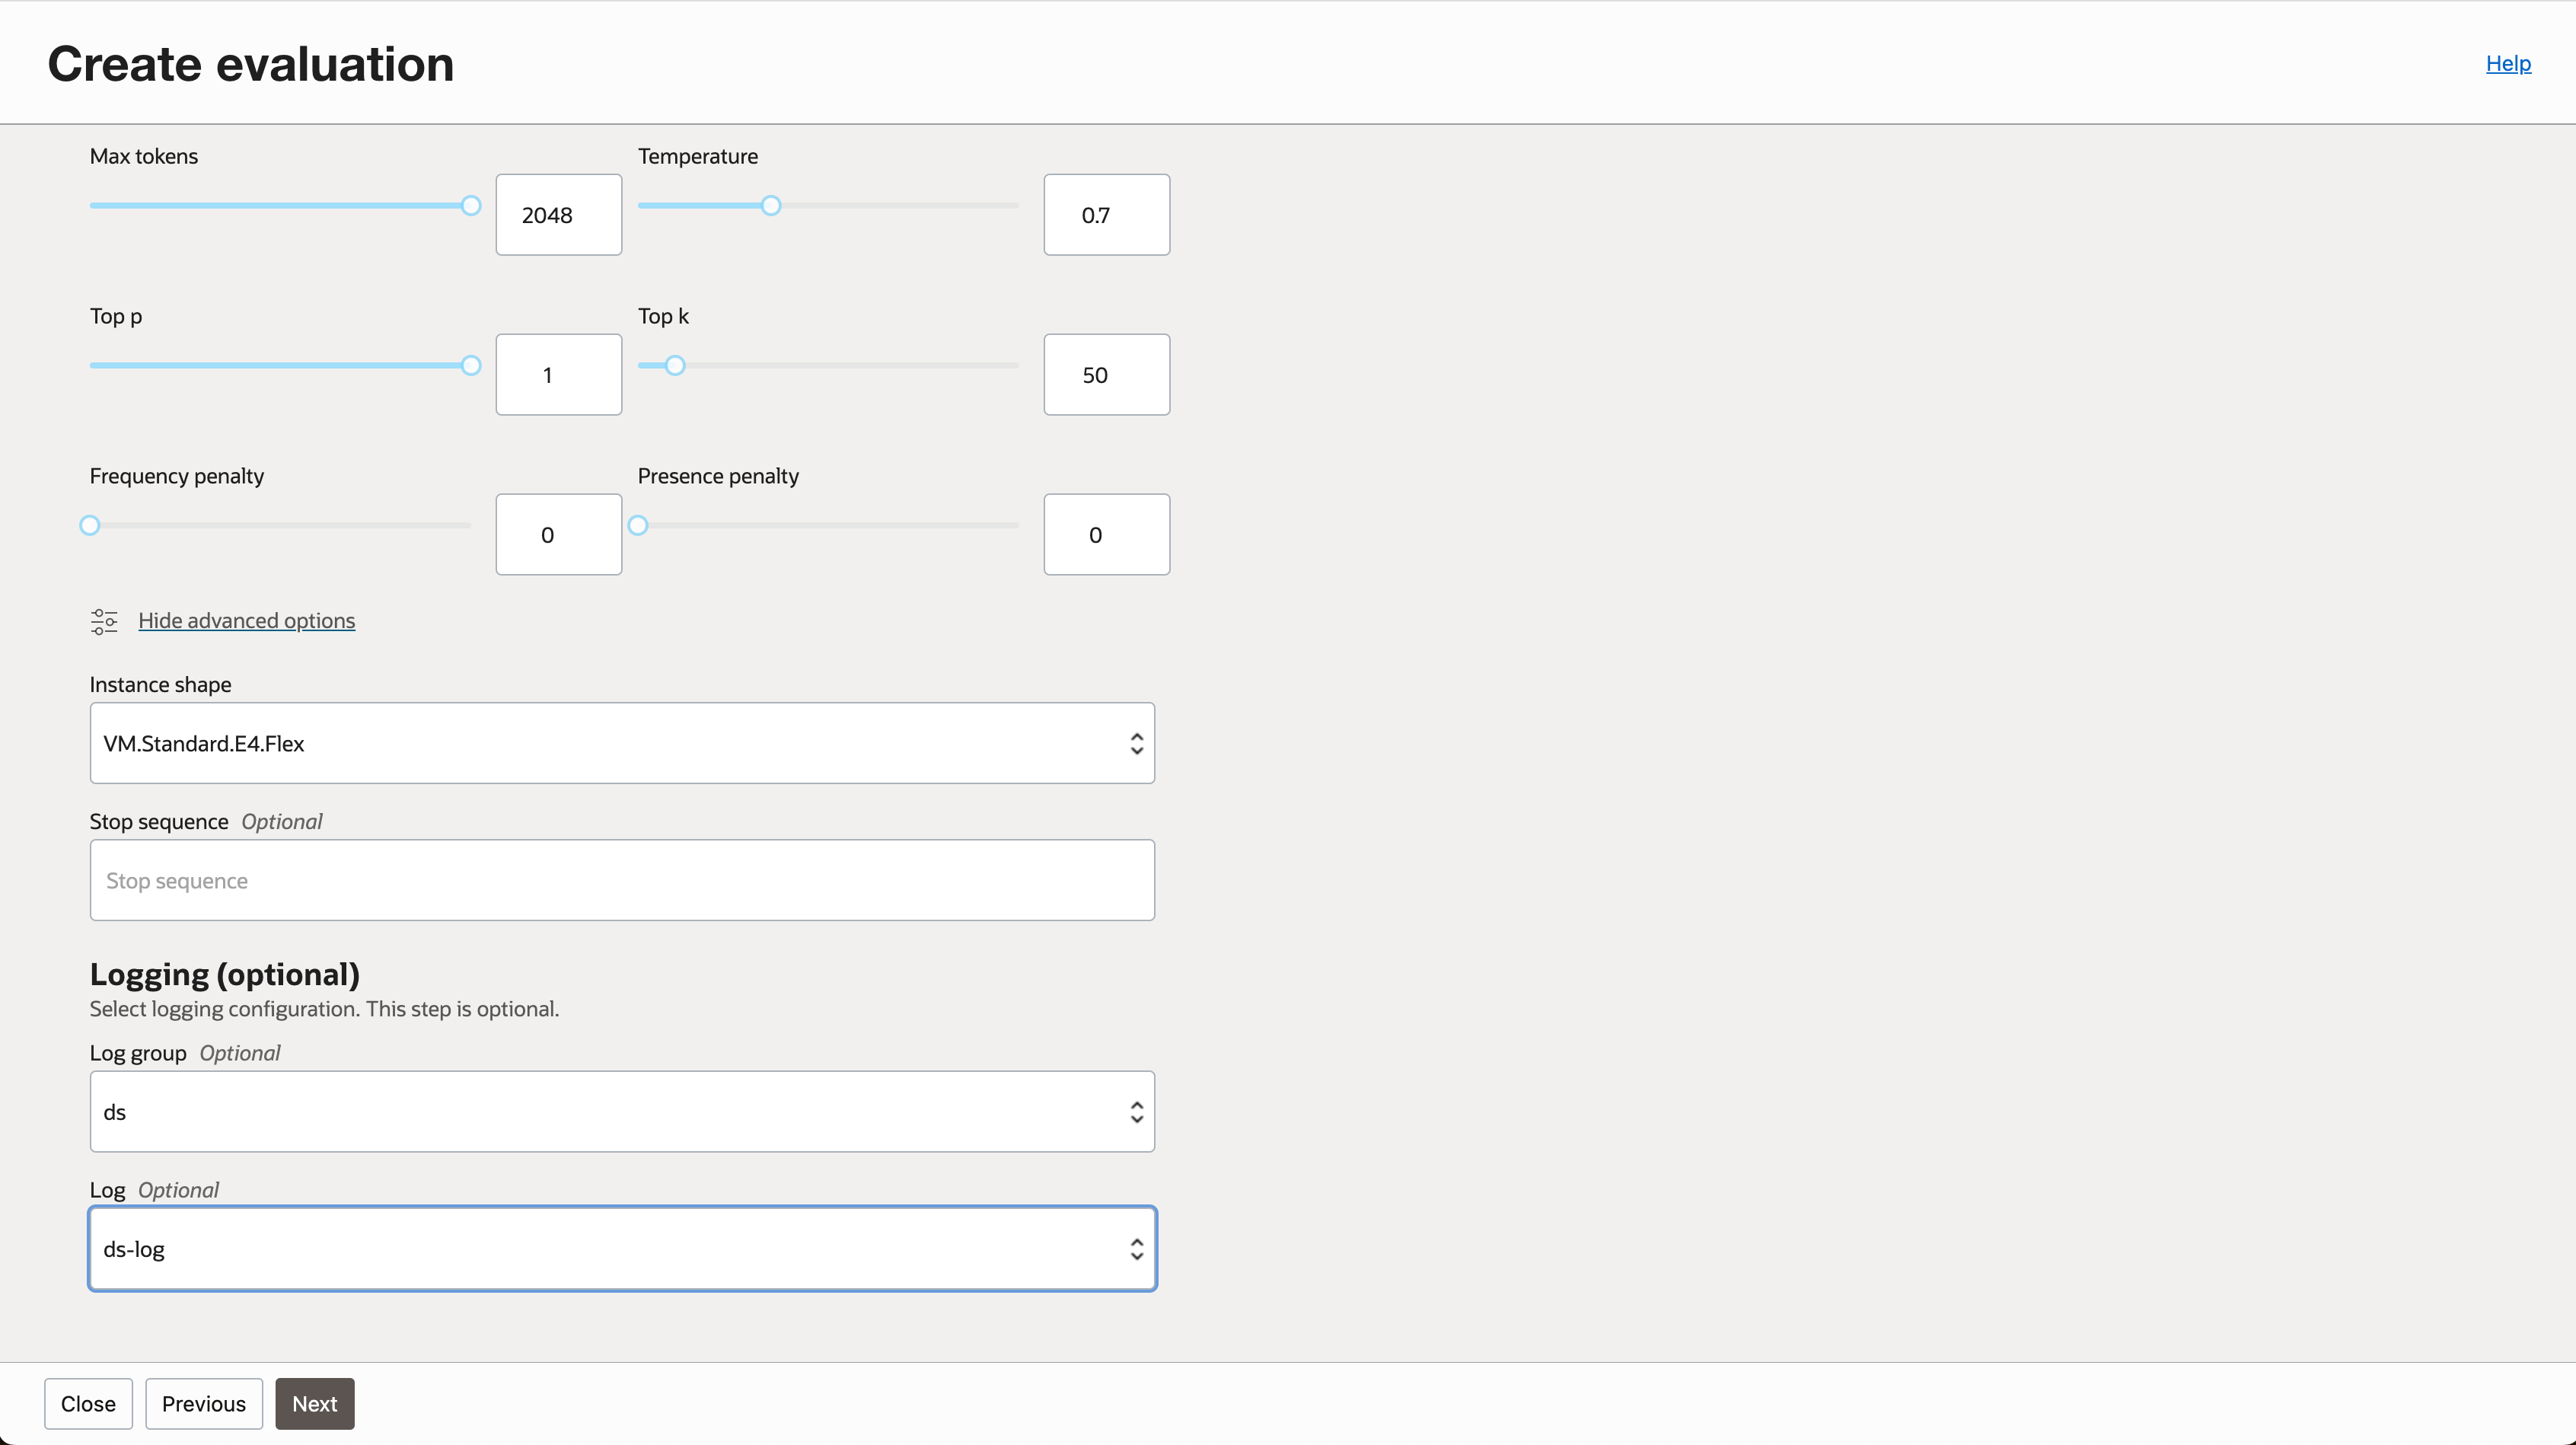 Create evaluation
Help
Max tokens
2048
Temperature
0.7
Top p
1
Top k
50
Frequency penalty
0
Presence penalty
0
Hide advanced options
Instance shape
VM.Standard.E4.Flex
Stop sequence Optional
Stop sequence
Logging (optional)
Select logging configuration. This step is optional.
Log group Optional
ds
Log Optional
ds-log
Close
Previous
Next